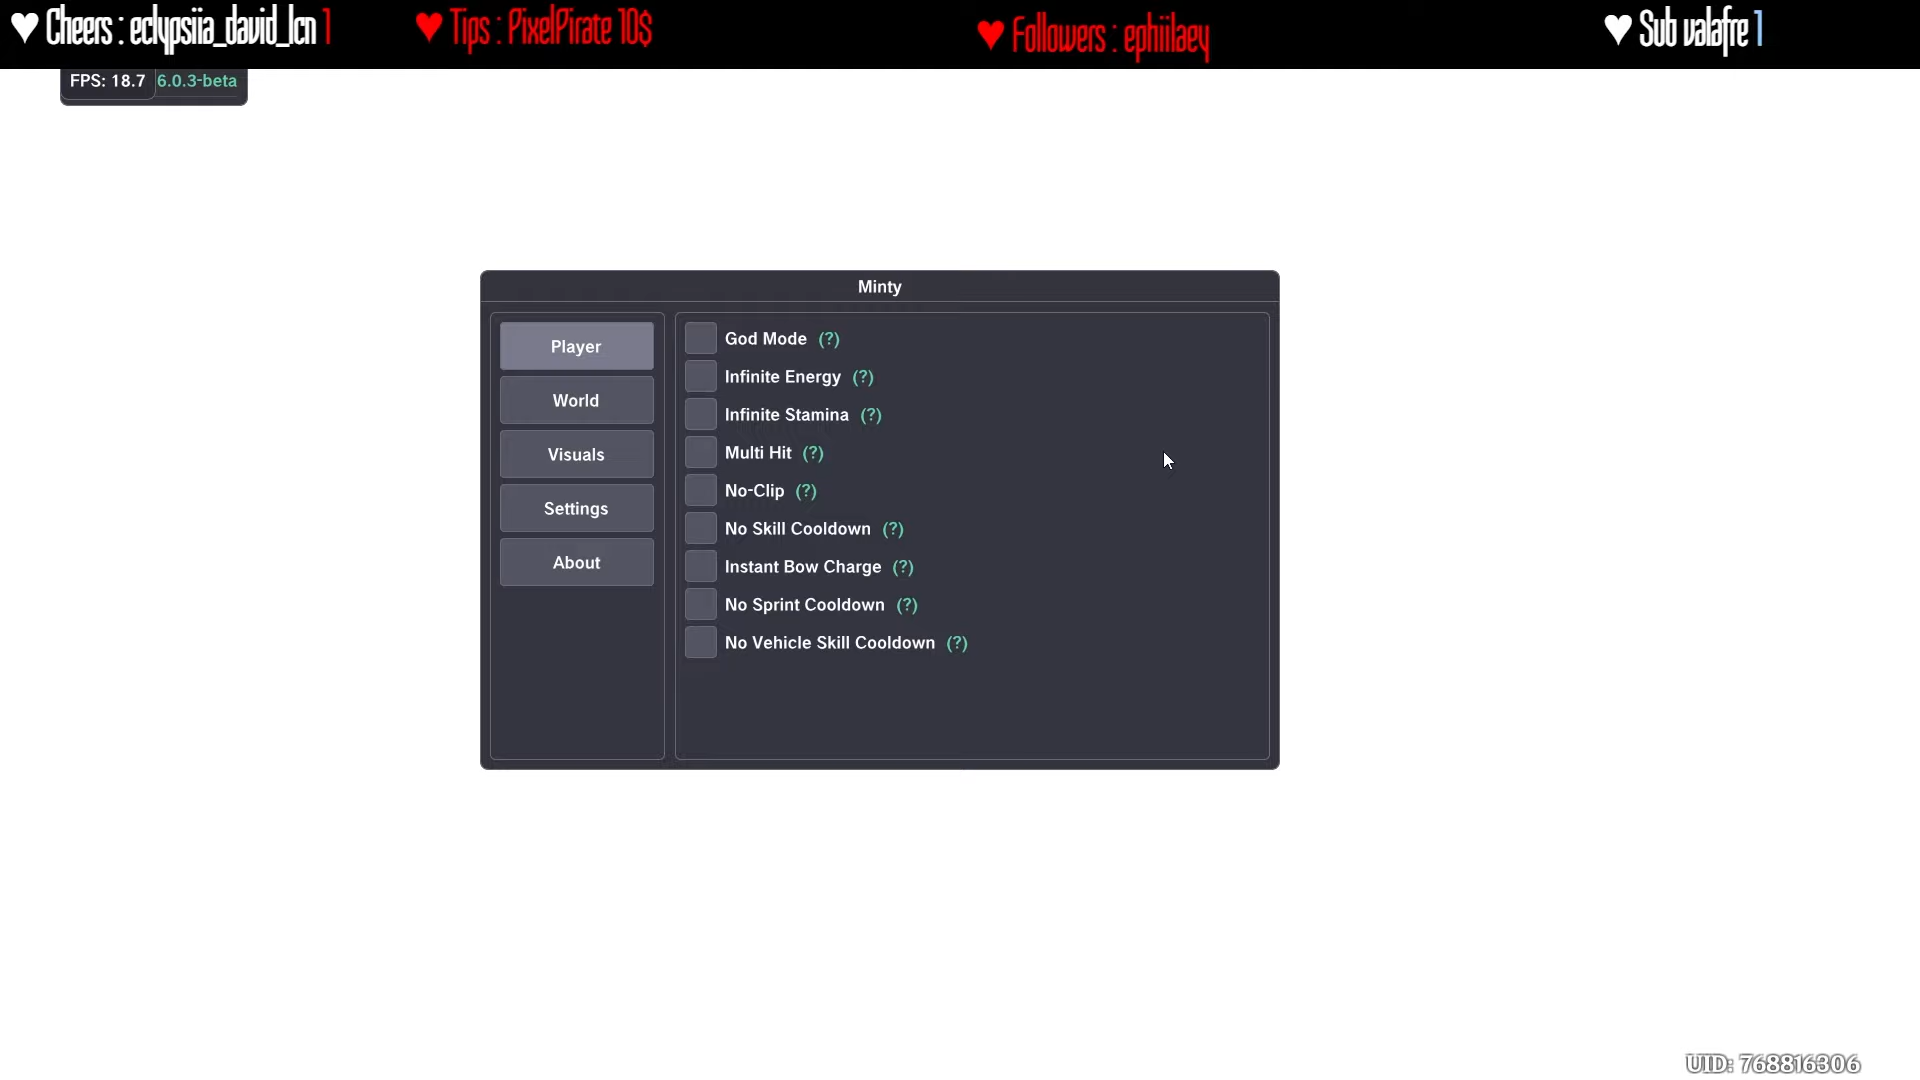 ♥ Cheers : eclypsiia_david_lcn 1 ♥ Tips : PixelPirate 10$ ♥ Followers : ephiilaey ♥ Sub valafre 1
FPS: 18.7 6.0.3-beta
Minty
Player
World
Visuals
Settings
About
God Mode (?)
Infinite Energy (?)
Infinite Stamina (?)
Multi Hit (?)
No-Clip (?)
No Skill Cooldown (?)
Instant Bow Charge (?)
No Sprint Cooldown (?)
No Vehicle Skill Cooldown (?)
UID: 768816306